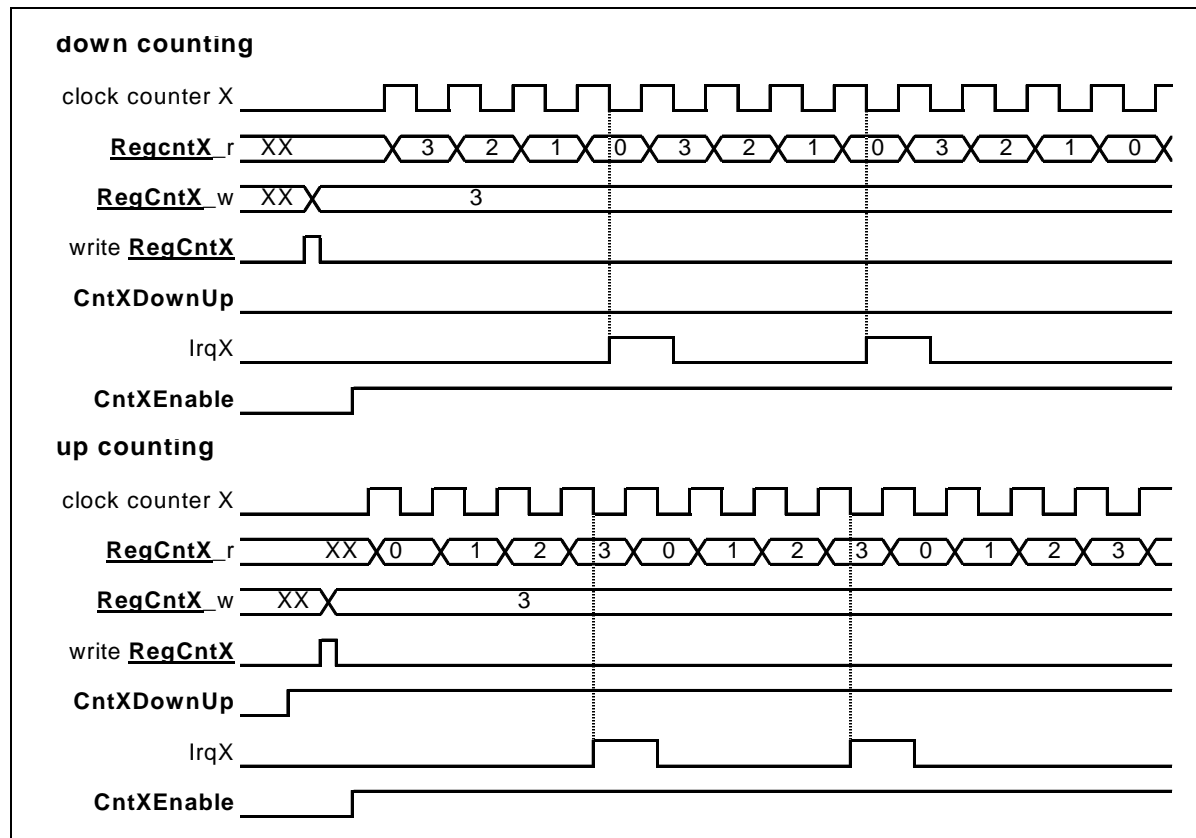 down counting
clock counter X
RegcntX_r XX 3 2 1 0 3 2 1 0 3 2 1 0
RegCntX_w XX 3
write RegCntX
CntXDownUp
IrqX
CntXEnable
up counting
clock counter X
RegCntX_r XX 0 1 2 3 0 1 2 3 0 1 2 3
RegCntX_w XX 3
write RegCntX
CntXDownUp
IrqX
CntXEnable